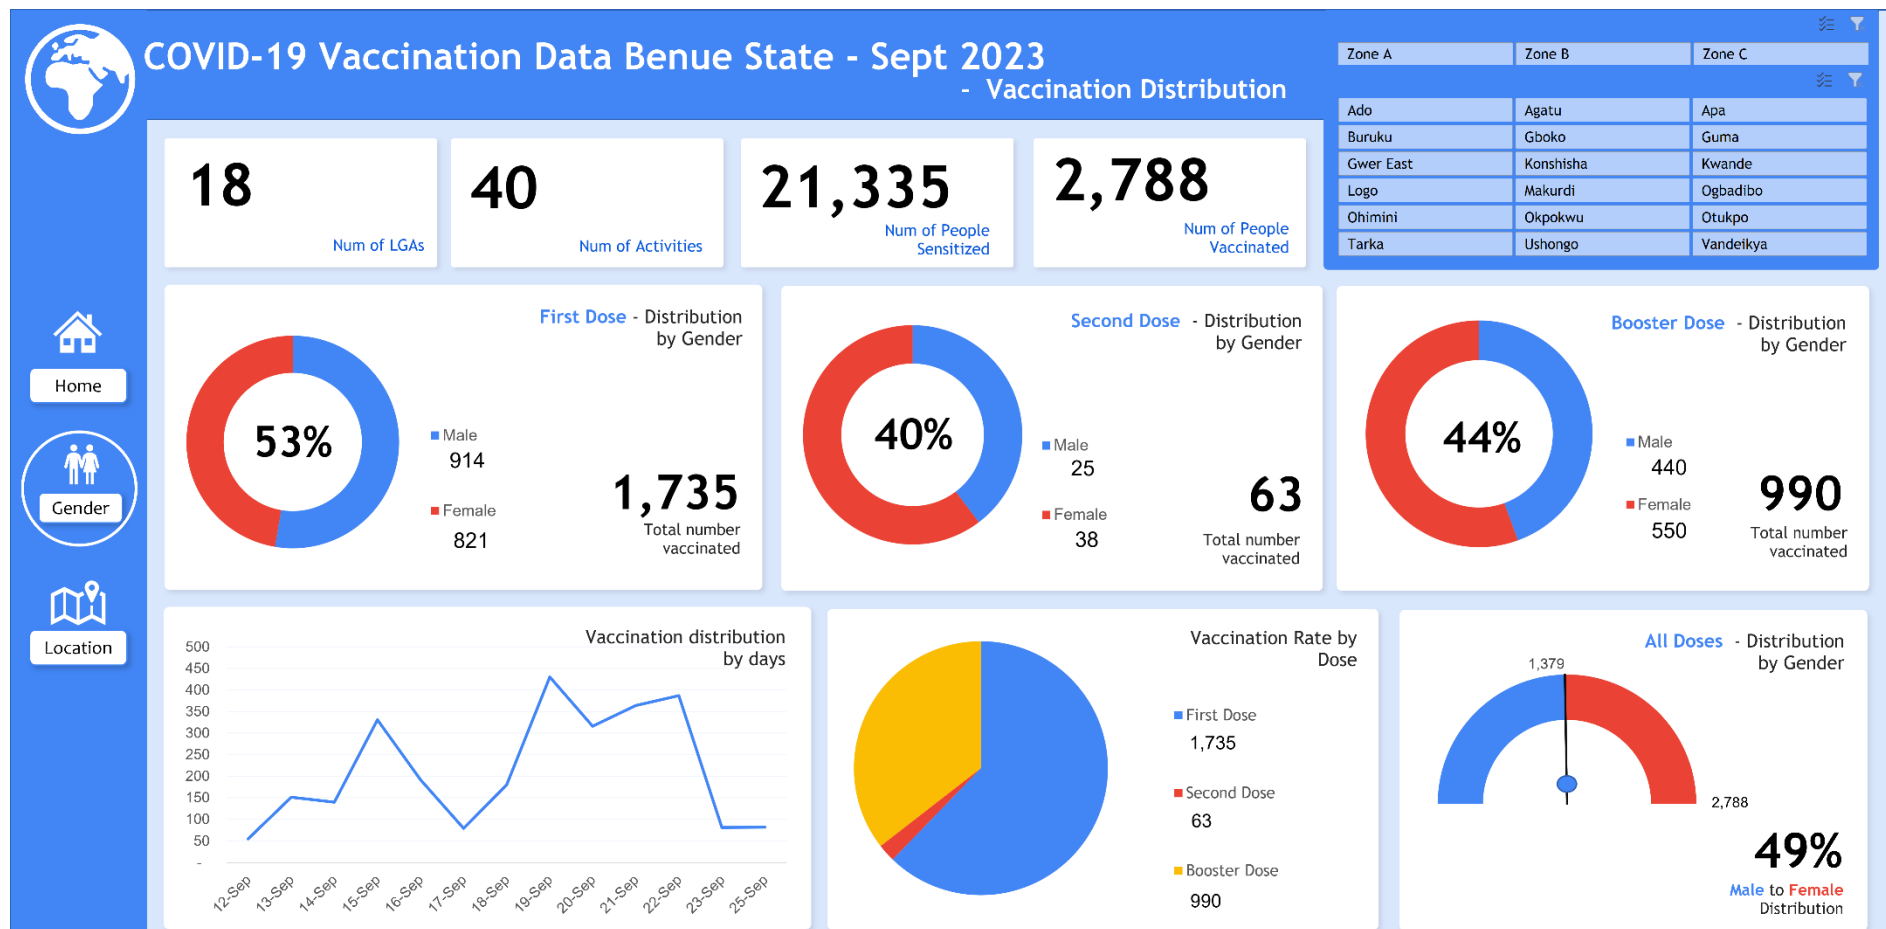 COVID-19 Vaccination Data Benue State - Sept 2023
- Vaccination Distribution
Zone A
Zone B
Zone C
Ado
Agatu
Apa
Buruku
Gboko
Guma
Gwer East
Konshisha
Kwande
Logo
Makurdi
Ogbadibo
Ohimini
Okpokwu
Otukpo
Tarka
Ushongo
Vandeikya
18
Num of LGAs
40
Num of Activities
21,335
Num of People
Sensitized
2,788
Num of People
Vaccinated
Home
Gender
Location
First Dose - Distribution
by Gender
53%
Male
914
Female
821
1,735
Total number
vaccinated
Second Dose - Distribution
by Gender
40%
Male
25
Female
38
63
Total number
vaccinated
Booster Dose - Distribution
by Gender
44%
Male
440
Female
550
990
Total number
vaccinated
Vaccination distribution
by days
500
450
400
350
300
250
200
150
100
50
-
12-Sep
13-Sep
14-Sep
15-Sep
16-Sep
17-Sep
18-Sep
19-Sep
20-Sep
21-Sep
22-Sep
23-Sep
25-Sep
Vaccination Rate by
Dose
First Dose
1,735
Second Dose
63
Booster Dose
990
All Doses - Distribution
by Gender
1,379
2,788
49%
Male to Female
Distribution